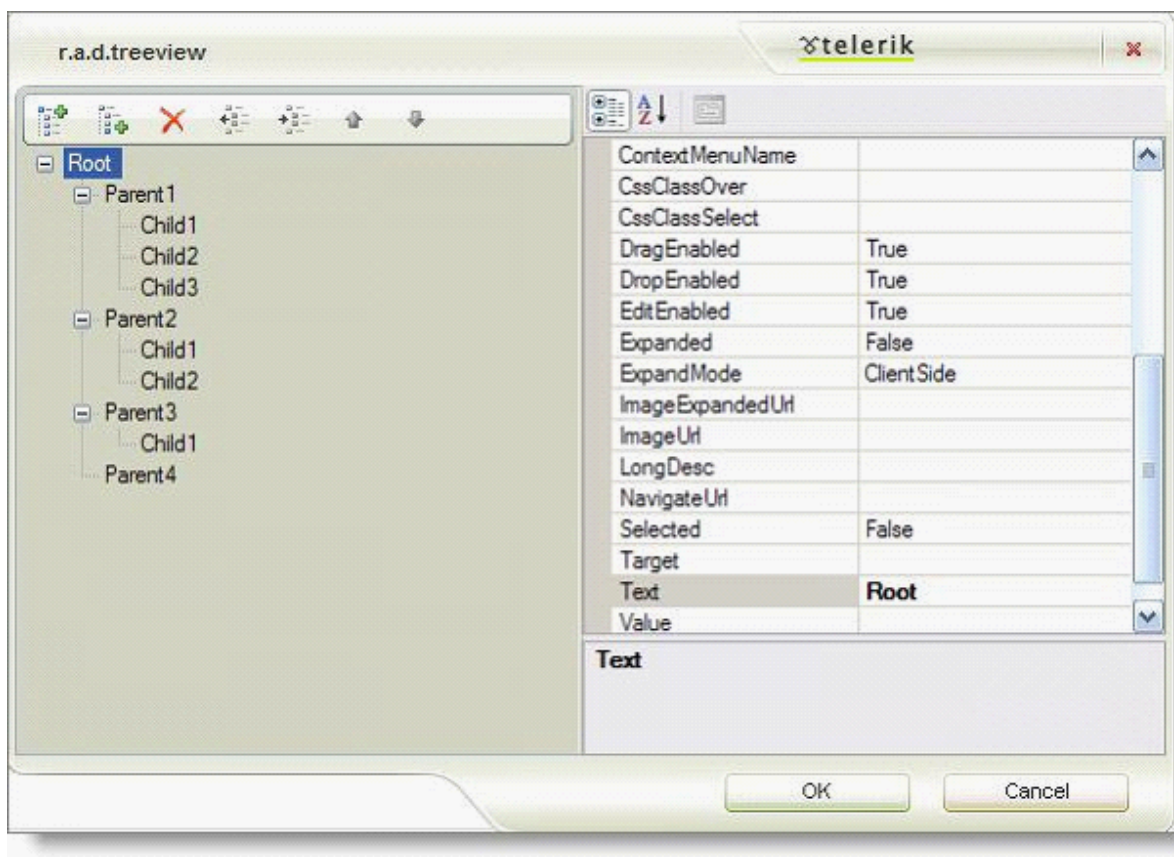 r.a.d.treeview
telerik
Root
Parent1
Child1
Child2
Child3
Parent2
Child1
Child2
Parent3
Child1
Parent4
A
Z
ContextMenuName
CssClassOver
CssClassSelect
DragEnabled True
DropEnabled True
EditEnabled True
Expanded False
ExpandMode ClientSide
ImageExpandedUrl
ImageUrl
LongDesc
NavigateUrl
Selected False
Target
Text Root
Value
Text
OK Cancel